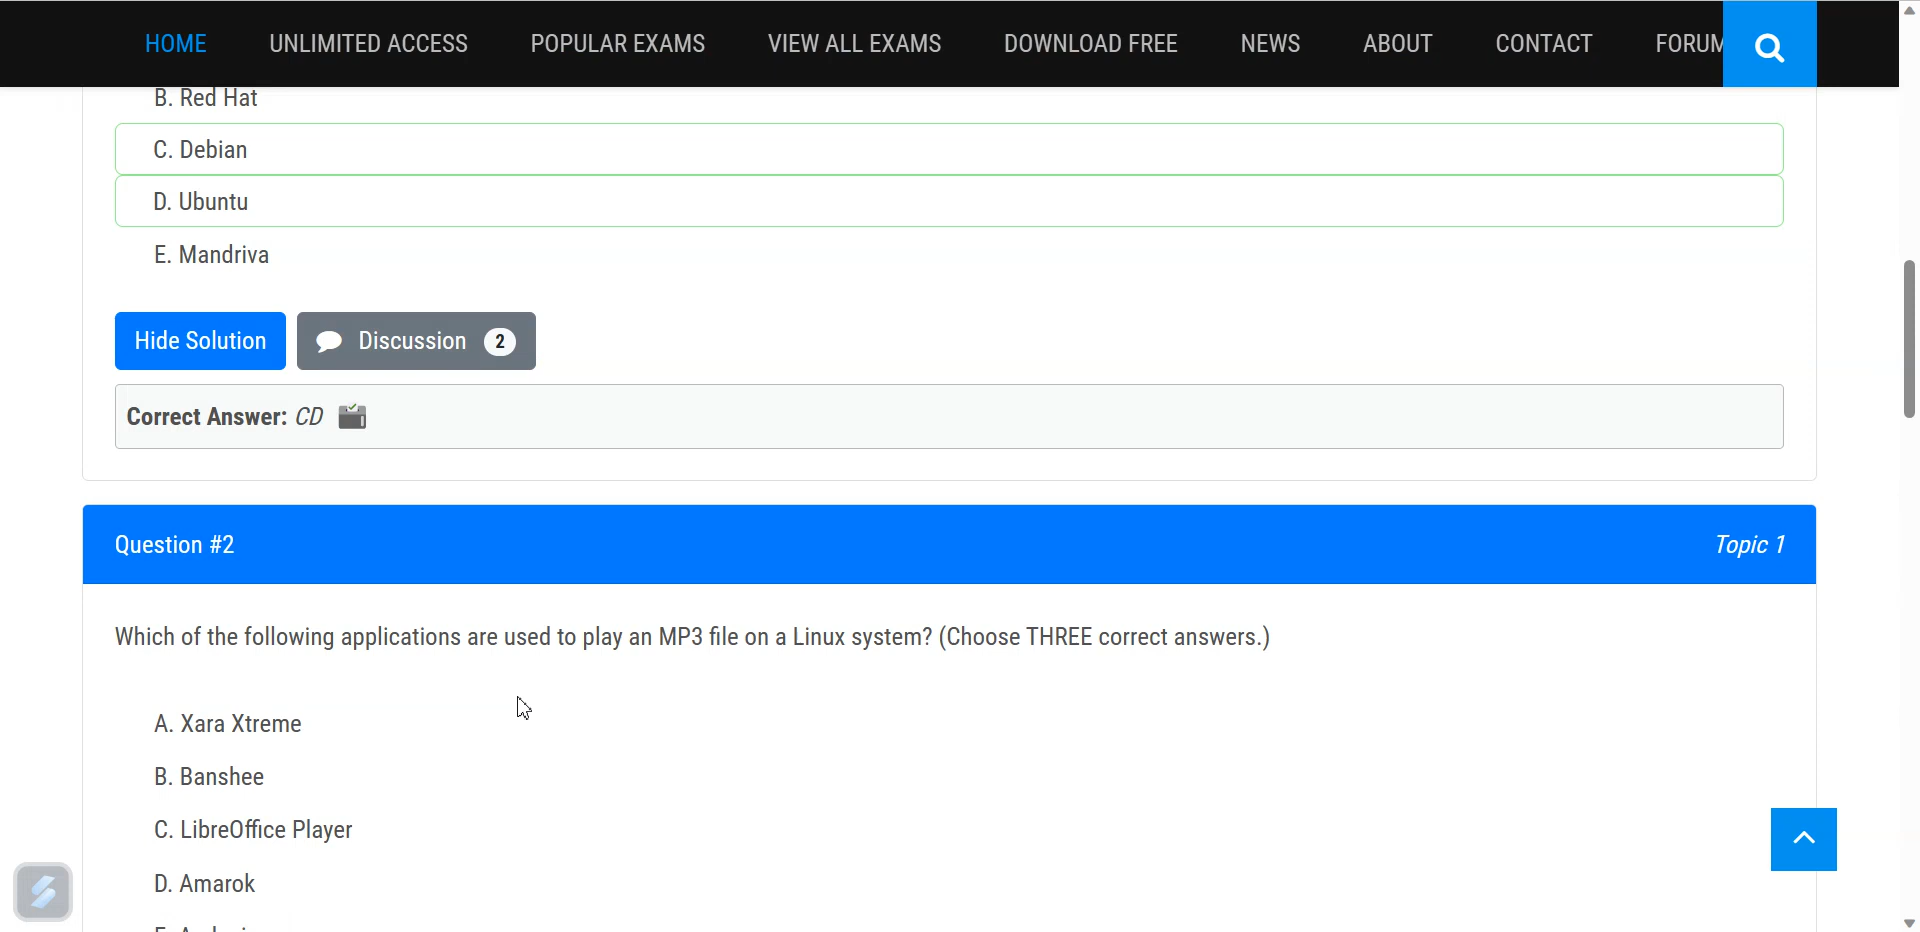 HOME UNLIMITED ACCESS POPULAR EXAMS VIEW ALL EXAMS DOWNLOAD FREE NEWS ABOUT CONTACT FORUM
B. Red Hat
C. Debian
D. Ubuntu
E. Mandriva
Hide Solution Discussion 2
Correct Answer: CD
Question #2 Topic 1
Which of the following applications are used to play an MP3 file on a Linux system? (Choose THREE correct answers.)
A. Xara Xtreme
B. Banshee
C. LibreOffice Player
D. Amarok